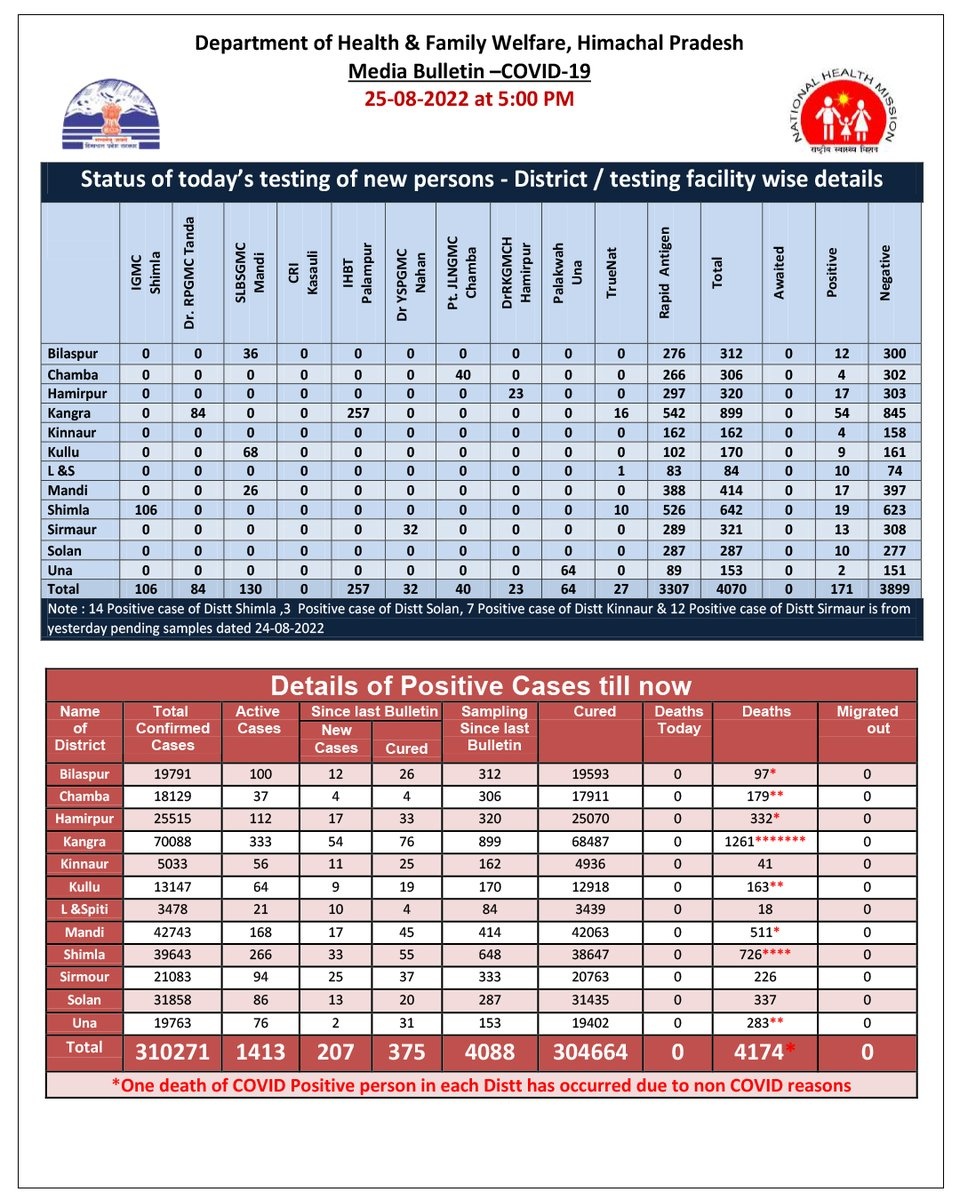 Department of Health & Family Welfare, Himachal Pradesh
Media Bulletin –COVID-19
25-08-2022 at 5:00 PM
NATIONAL HEALTH MISSION
राष्ट्रीय स्वास्थ्य मिशन
Status of today’s testing of new persons - District / testing facility wise details
IGMC Shimla Dr. RPGMC Tanda SLBSGMC Mandi CRI Kasauli IHBT Palampur Dr YSPGMC Nahan Pt. JLNGMC Chamba DrRKGMCH Hamirpur Palakwah Una TrueNat Rapid Antigen Total Awaited Positive Negative
Bilaspur 0 0 36 0 0 0 0 0 0 0 276 312 0 12 300
Chamba 0 0 0 0 0 0 40 0 0 0 266 306 0 4 302
Hamirpur 0 0 0 0 0 0 0 23 0 0 297 320 0 17 303
Kangra 0 84 0 0 257 0 0 0 0 16 542 899 0 54 845
Kinnaur 0 0 0 0 0 0 0 0 0 0 162 162 0 4 158
Kullu 0 0 68 0 0 0 0 0 0 0 102 170 0 9 161
L &S 0 0 0 0 0 0 0 0 0 1 83 84 0 10 74
Mandi 0 0 26 0 0 0 0 0 0 0 388 414 0 17 397
Shimla 106 0 0 0 0 0 0 0 0 10 526 642 0 19 623
Sirmaur 0 0 0 0 0 32 0 0 0 0 289 321 0 13 308
Solan 0 0 0 0 0 0 0 0 0 0 287 287 0 10 277
Una 0 0 0 0 0 0 0 0 64 0 89 153 0 2 151
Total 106 84 130 0 257 32 40 23 64 27 3307 4070 0 171 3899
Note : 14 Positive case of Distt Shimla ,3 Positive case of Distt Solan, 7 Positive case of Distt Kinnaur & 12 Positive case of Distt Sirmaur is from
yesterday pending samples dated 24-08-2022
Details of Positive Cases till now
Name of District Total Confirmed Cases Active Cases Since last Bulletin New Cases Cured Sampling Since last Bulletin Cured Deaths Today Deaths Migrated out
Bilaspur 19791 100 12 26 312 19593 0 97* 0
Chamba 18129 37 4 4 306 17911 0 179** 0
Hamirpur 25515 112 17 33 320 25070 0 332* 0
Kangra 70088 333 54 76 899 68487 0 1261******* 0
Kinnaur 5033 56 11 25 162 4936 0 41 0
Kullu 13147 64 9 19 170 12918 0 163** 0
L &Spiti 3478 21 10 4 84 3439 0 18 0
Mandi 42743 168 17 45 414 42063 0 511* 0
Shimla 39643 266 33 55 648 38647 0 726**** 0
Sirmour 21083 94 25 37 333 20763 0 226 0
Solan 31858 86 13 20 287 31435 0 337 0
Una 19763 76 2 31 153 19402 0 283** 0
Total 310271 1413 207 375 4088 304664 0 4174* 0
*One death of COVID Positive person in each Distt has occurred due to non COVID reasons